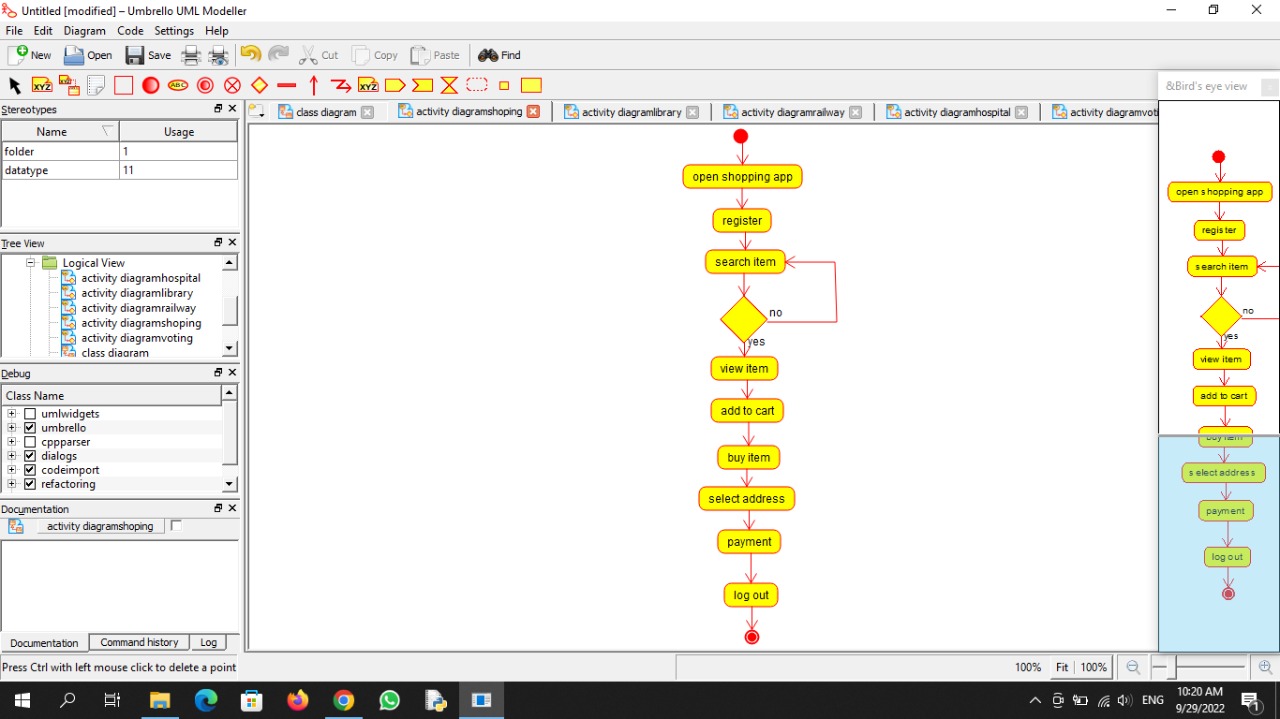 Untitled [modified] – Umbrello UML Modeller
File Edit Diagram Code Settings Help
New Open Save Cut Copy Paste Find
XYZ ABC XYZ
Stereotypes
Name Usage
folder 1
datatype 11
Tree View
Logical View
activity diagramhospital
activity diagramlibrary
activity diagramrailway
activity diagramshoping
activity diagramvoting
class diagram
Debug
Class Name
umlwidgets
umbrello
cppparser
dialogs
codeimport
refactoring
Documentation
activity diagramshoping
Documentation Command history Log
Press Ctrl with left mouse click to delete a point
class diagram activity diagramshoping activity diagramlibrary activity diagramrailway activity diagramhospital activity diagramvoti
open shopping app
register
search item
no
yes
view item
add to cart
buy item
select address
payment
log out
&Bird's eye view
open shopping app
register
search item
no
yes
view item
add to cart
buy item
select address
payment
log out
100% Fit 100%
ENG
10:20 AM
9/29/2022
1